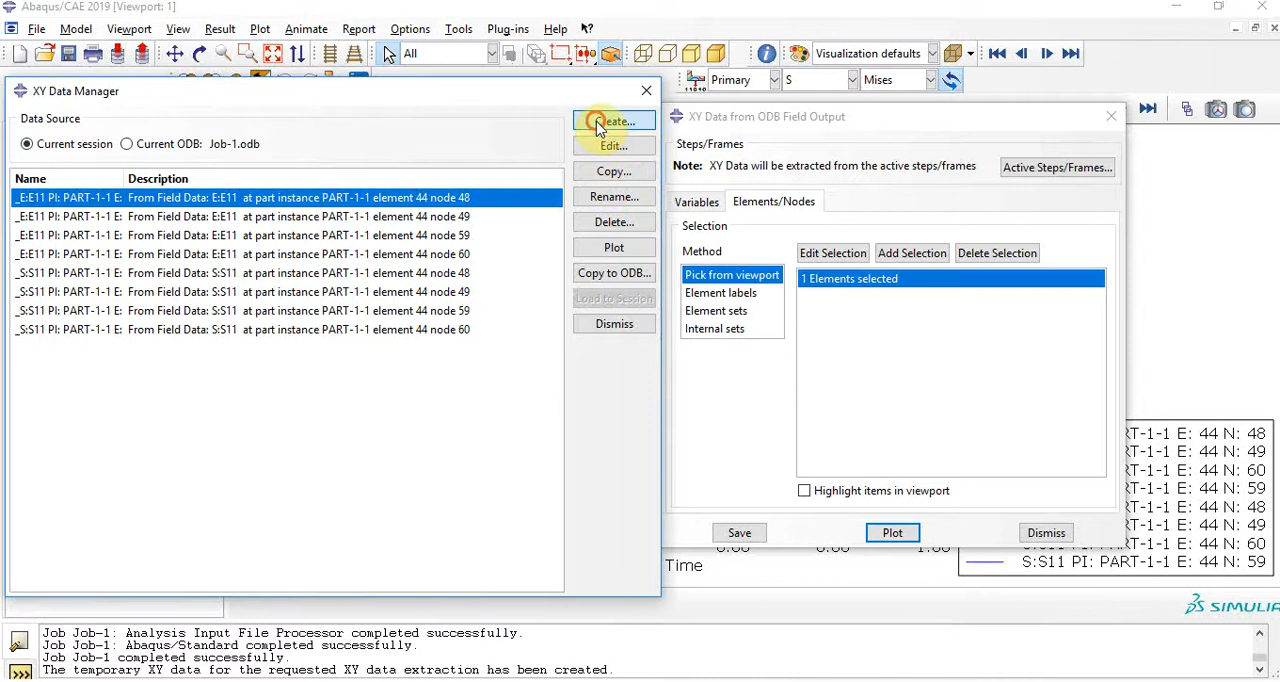 Abaqus/CAE 2019 [Viewport: 1]
File Model Viewport View Result Plot Animate Report Options Tools Plug-ins Help
All Visualization defaults
Primary S Mises
XY Data Manager
Data Source
Current session Current ODB: Job-1.odb
Name Description
_E:E11 PI: PART-1-1 E: From Field Data: E:E11 at part instance PART-1-1 element 44 node 48
_E:E11 PI: PART-1-1 E: From Field Data: E:E11 at part instance PART-1-1 element 44 node 49
_E:E11 PI: PART-1-1 E: From Field Data: E:E11 at part instance PART-1-1 element 44 node 59
_E:E11 PI: PART-1-1 E: From Field Data: E:E11 at part instance PART-1-1 element 44 node 60
_S:S11 PI: PART-1-1 E: From Field Data: S:S11 at part instance PART-1-1 element 44 node 48
_S:S11 PI: PART-1-1 E: From Field Data: S:S11 at part instance PART-1-1 element 44 node 49
_S:S11 PI: PART-1-1 E: From Field Data: S:S11 at part instance PART-1-1 element 44 node 59
_S:S11 PI: PART-1-1 E: From Field Data: S:S11 at part instance PART-1-1 element 44 node 60
Create...
Edit...
Copy...
Rename...
Delete...
Plot
Copy to ODB...
Load to Session
Dismiss
XY Data from ODB Field Output
Steps/Frames
Note: XY Data will be extracted from the active steps/frames
Active Steps/Frames...
Variables Elements/Nodes
Selection
Method
Edit Selection Add Selection Delete Selection
Pick from viewport
Element labels
Element sets
Internal sets
1 Elements selected
Highlight items in viewport
Save Plot Dismiss
Time
RT-1-1 E: 44 N: 48
RT-1-1 E: 44 N: 49
RT-1-1 E: 44 N: 60
RT-1-1 E: 44 N: 59
RT-1-1 E: 44 N: 48
RT-1-1 E: 44 N: 49
S:S11 PI: PART-1-1 E: 44 N: 60
S:S11 PI: PART-1-1 E: 44 N: 59
SIMULIA
Job Job-1: Analysis Input File Processor completed successfully.
Job Job-1: Abaqus/Standard completed successfully.
Job Job-1 completed successfully.
The temporary XY data for the requested XY data extraction has been created.
>>>